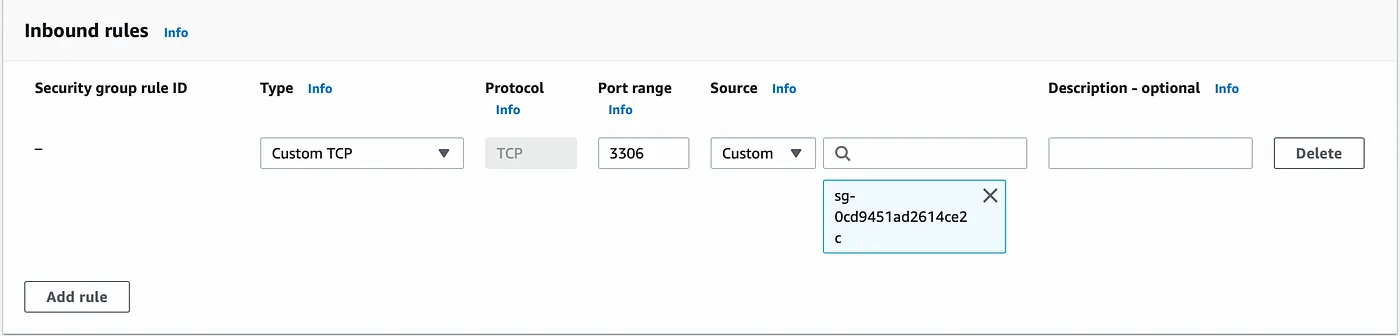 Inbound rules Info
Security group rule ID Type Info Protocol Info Port range Info Source Info Description - optional Info
– Custom TCP TCP 3306 Custom Delete
sg-
0cd9451ad2614ce2
c
Add rule